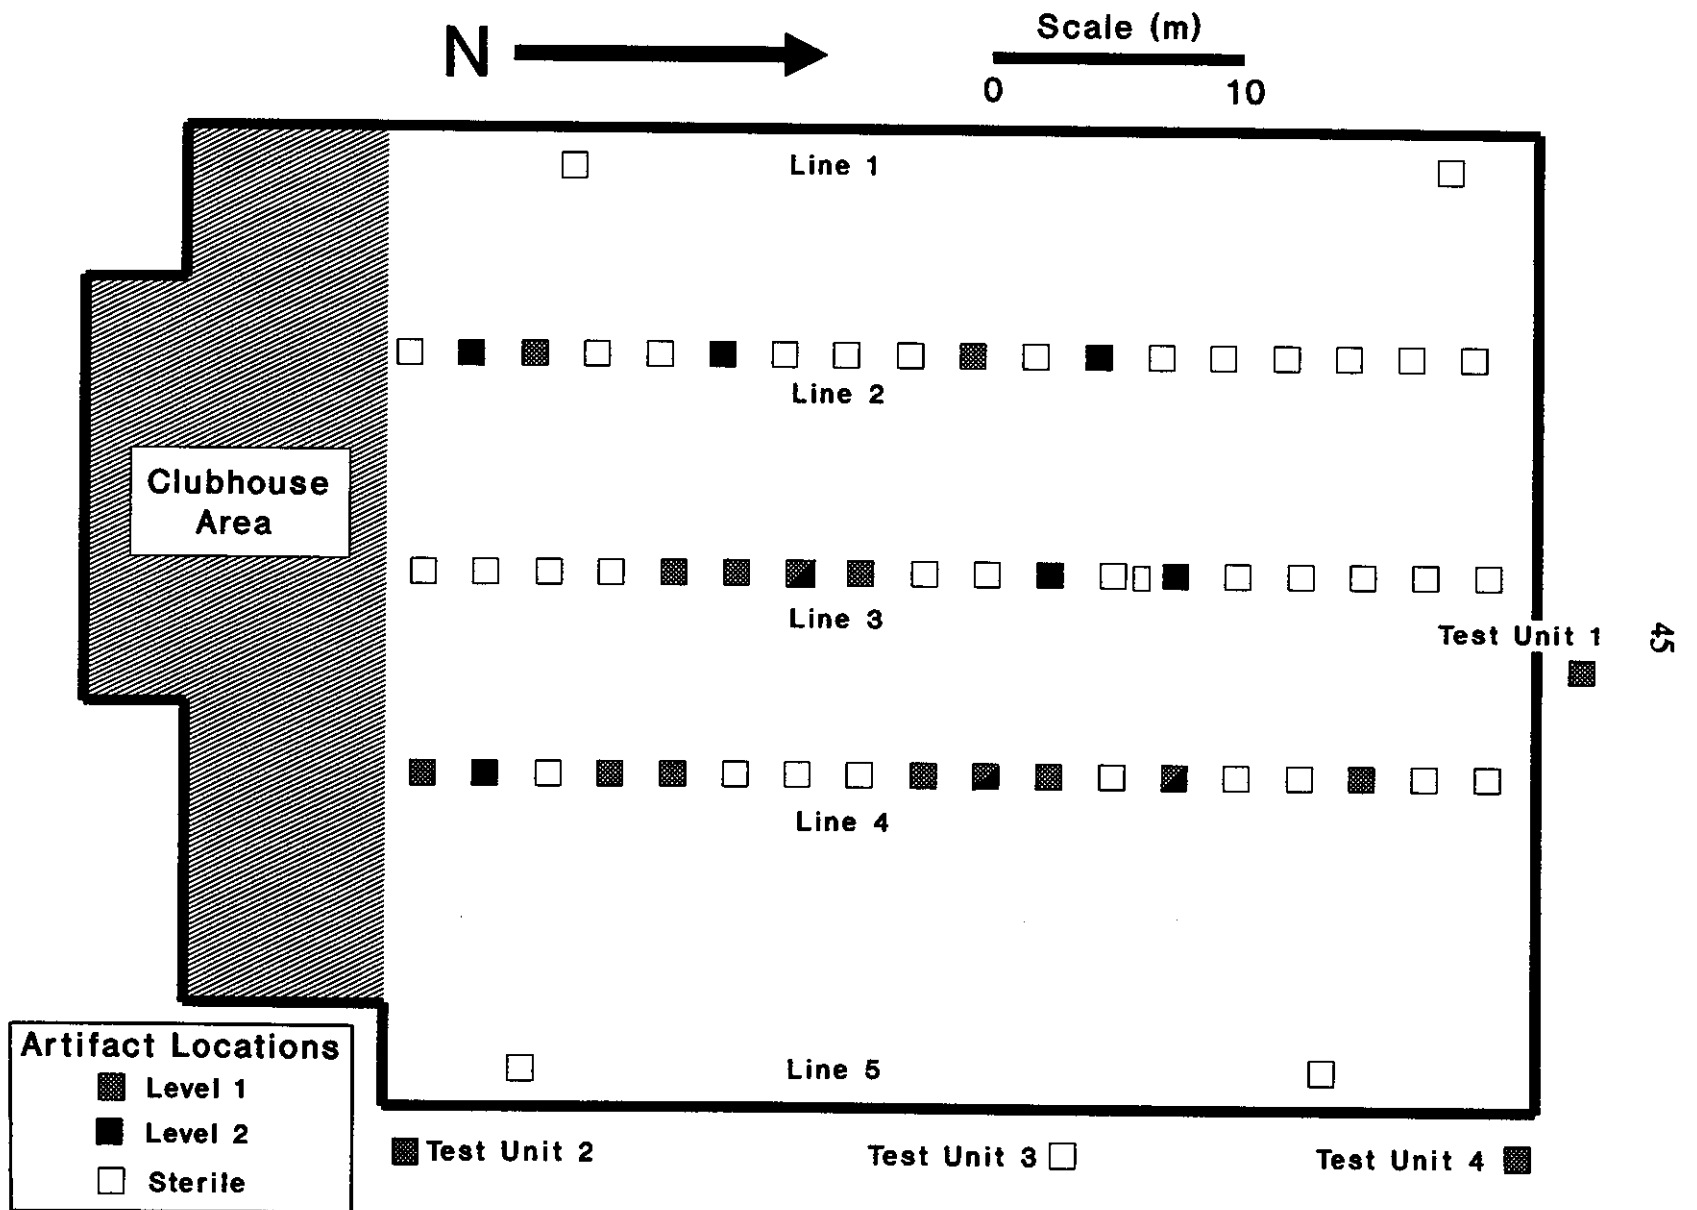 N
Scale (m)
0 10
Line 1
Line 2
Clubhouse
Area
Line 3
Test Unit 1
45
Line 4
Line 5
Artifact Locations
Level 1
Level 2
Sterile
Test Unit 2
Test Unit 3
Test Unit 4